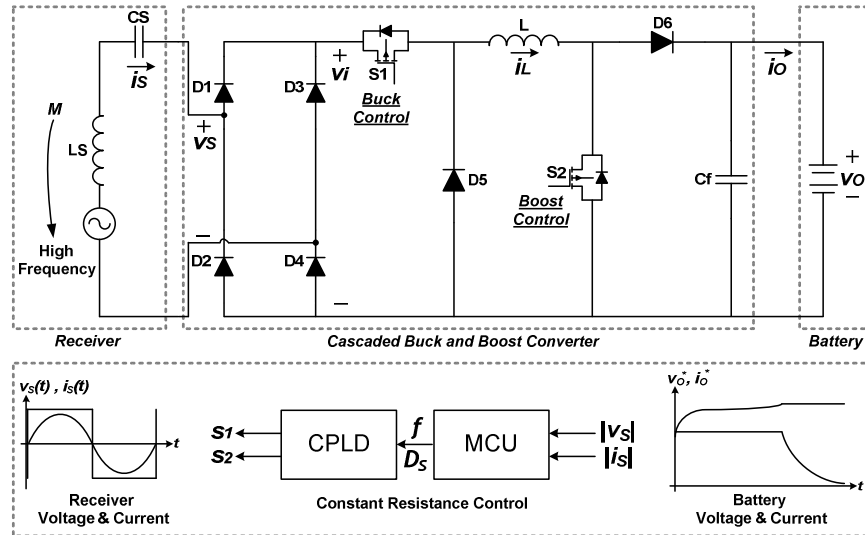 CS
iS
M
LS
High
Frequency
D1
D3
+
vS
−
D2
D4
+
vi
−
S1
Buck
Control
D5
L
iL
S2
Boost
Control
D6
Cf
iO
+
vO
−
Receiver
Cascaded Buck and Boost Converter
Battery
vS(t) , iS(t)
t
Receiver
Voltage & Current
S1
S2
CPLD
f
DS
MCU
|vS|
|iS|
Constant Resistance Control
vO*, iO*
t
Battery
Voltage & Current